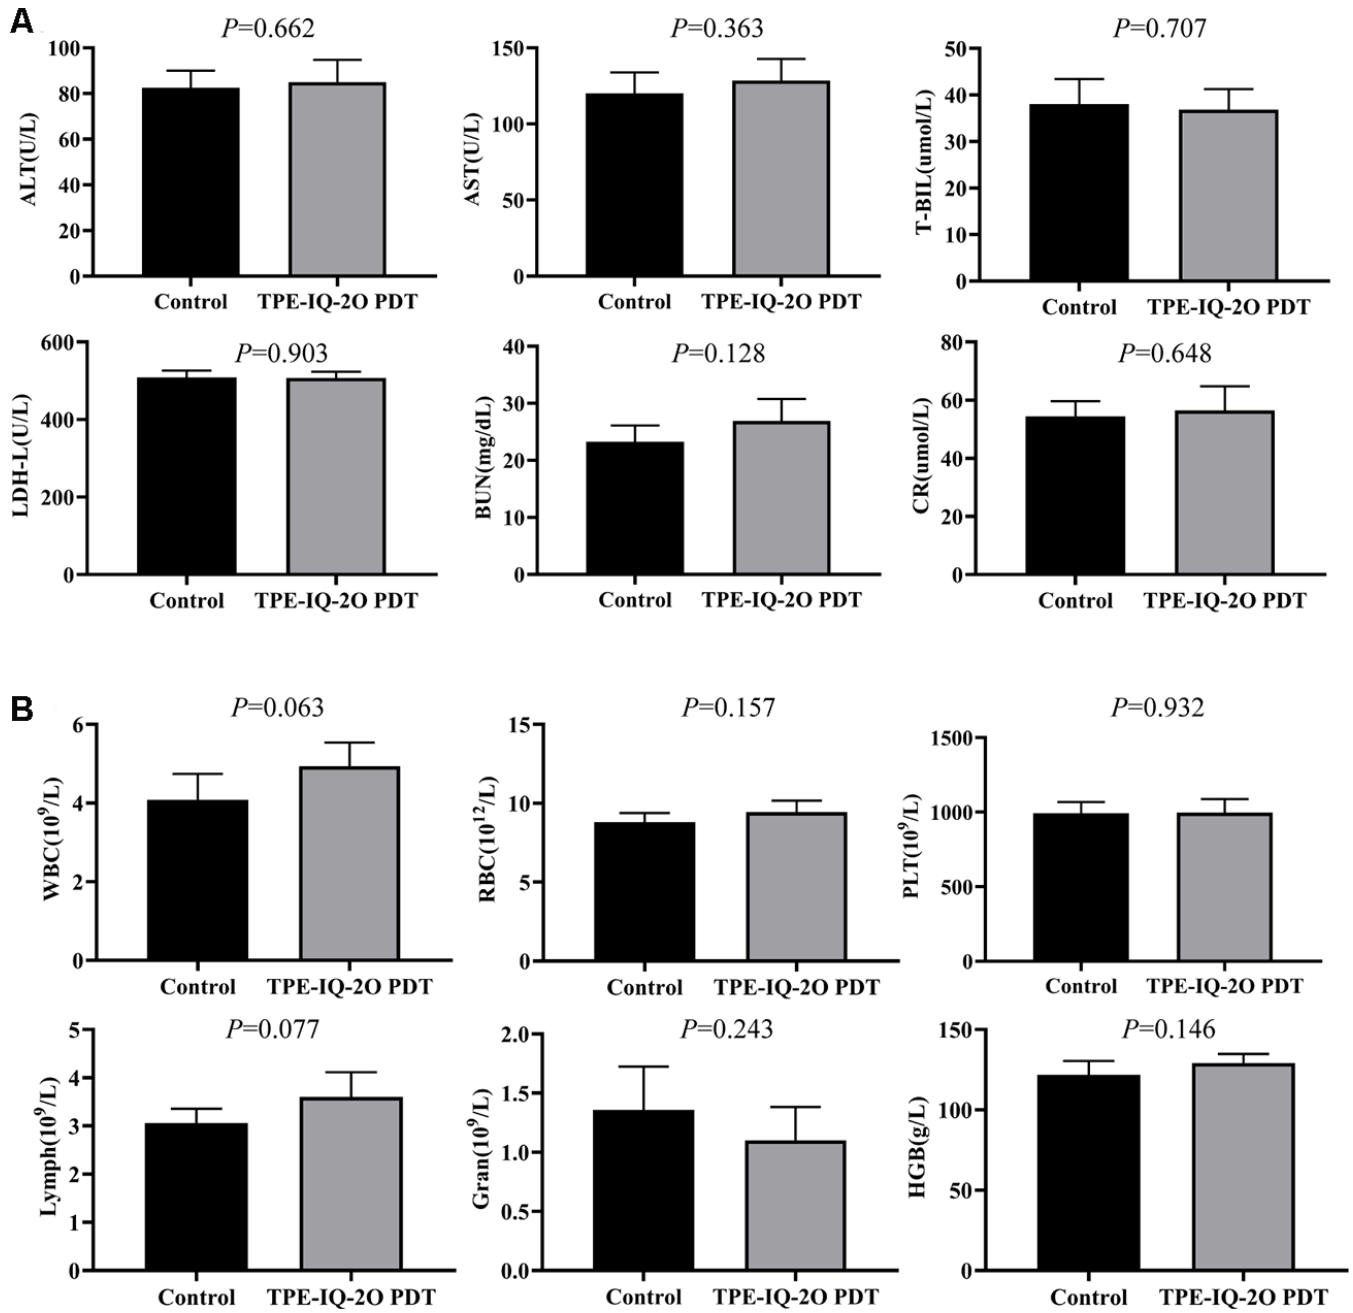 A
P=0.662
ALT(U/L)
100
80
60
40
20
0
Control TPE-IQ-2O PDT
P=0.363
AST(U/L)
150
100
50
0
Control TPE-IQ-2O PDT
P=0.707
T-BIL(umol/L)
50
40
30
20
10
0
Control TPE-IQ-2O PDT
P=0.903
LDH-L(U/L)
600
400
200
0
Control TPE-IQ-2O PDT
P=0.128
BUN(mg/dL)
40
30
20
10
0
Control TPE-IQ-2O PDT
P=0.648
CR(umol/L)
80
60
40
20
0
Control TPE-IQ-2O PDT
B
P=0.063
WBC(10⁹/L)
6
4
2
0
Control TPE-IQ-2O PDT
P=0.157
RBC(10¹²/L)
15
10
5
0
Control TPE-IQ-2O PDT
P=0.932
PLT(10⁹/L)
1500
1000
500
0
Control TPE-IQ-2O PDT
P=0.077
Lymph(10⁹/L)
5
4
3
2
1
0
Control TPE-IQ-2O PDT
P=0.243
Gran(10⁹/L)
2.0
1.5
1.0
0.5
0.0
Control TPE-IQ-2O PDT
P=0.146
HGB(g/L)
150
100
50
0
Control TPE-IQ-2O PDT